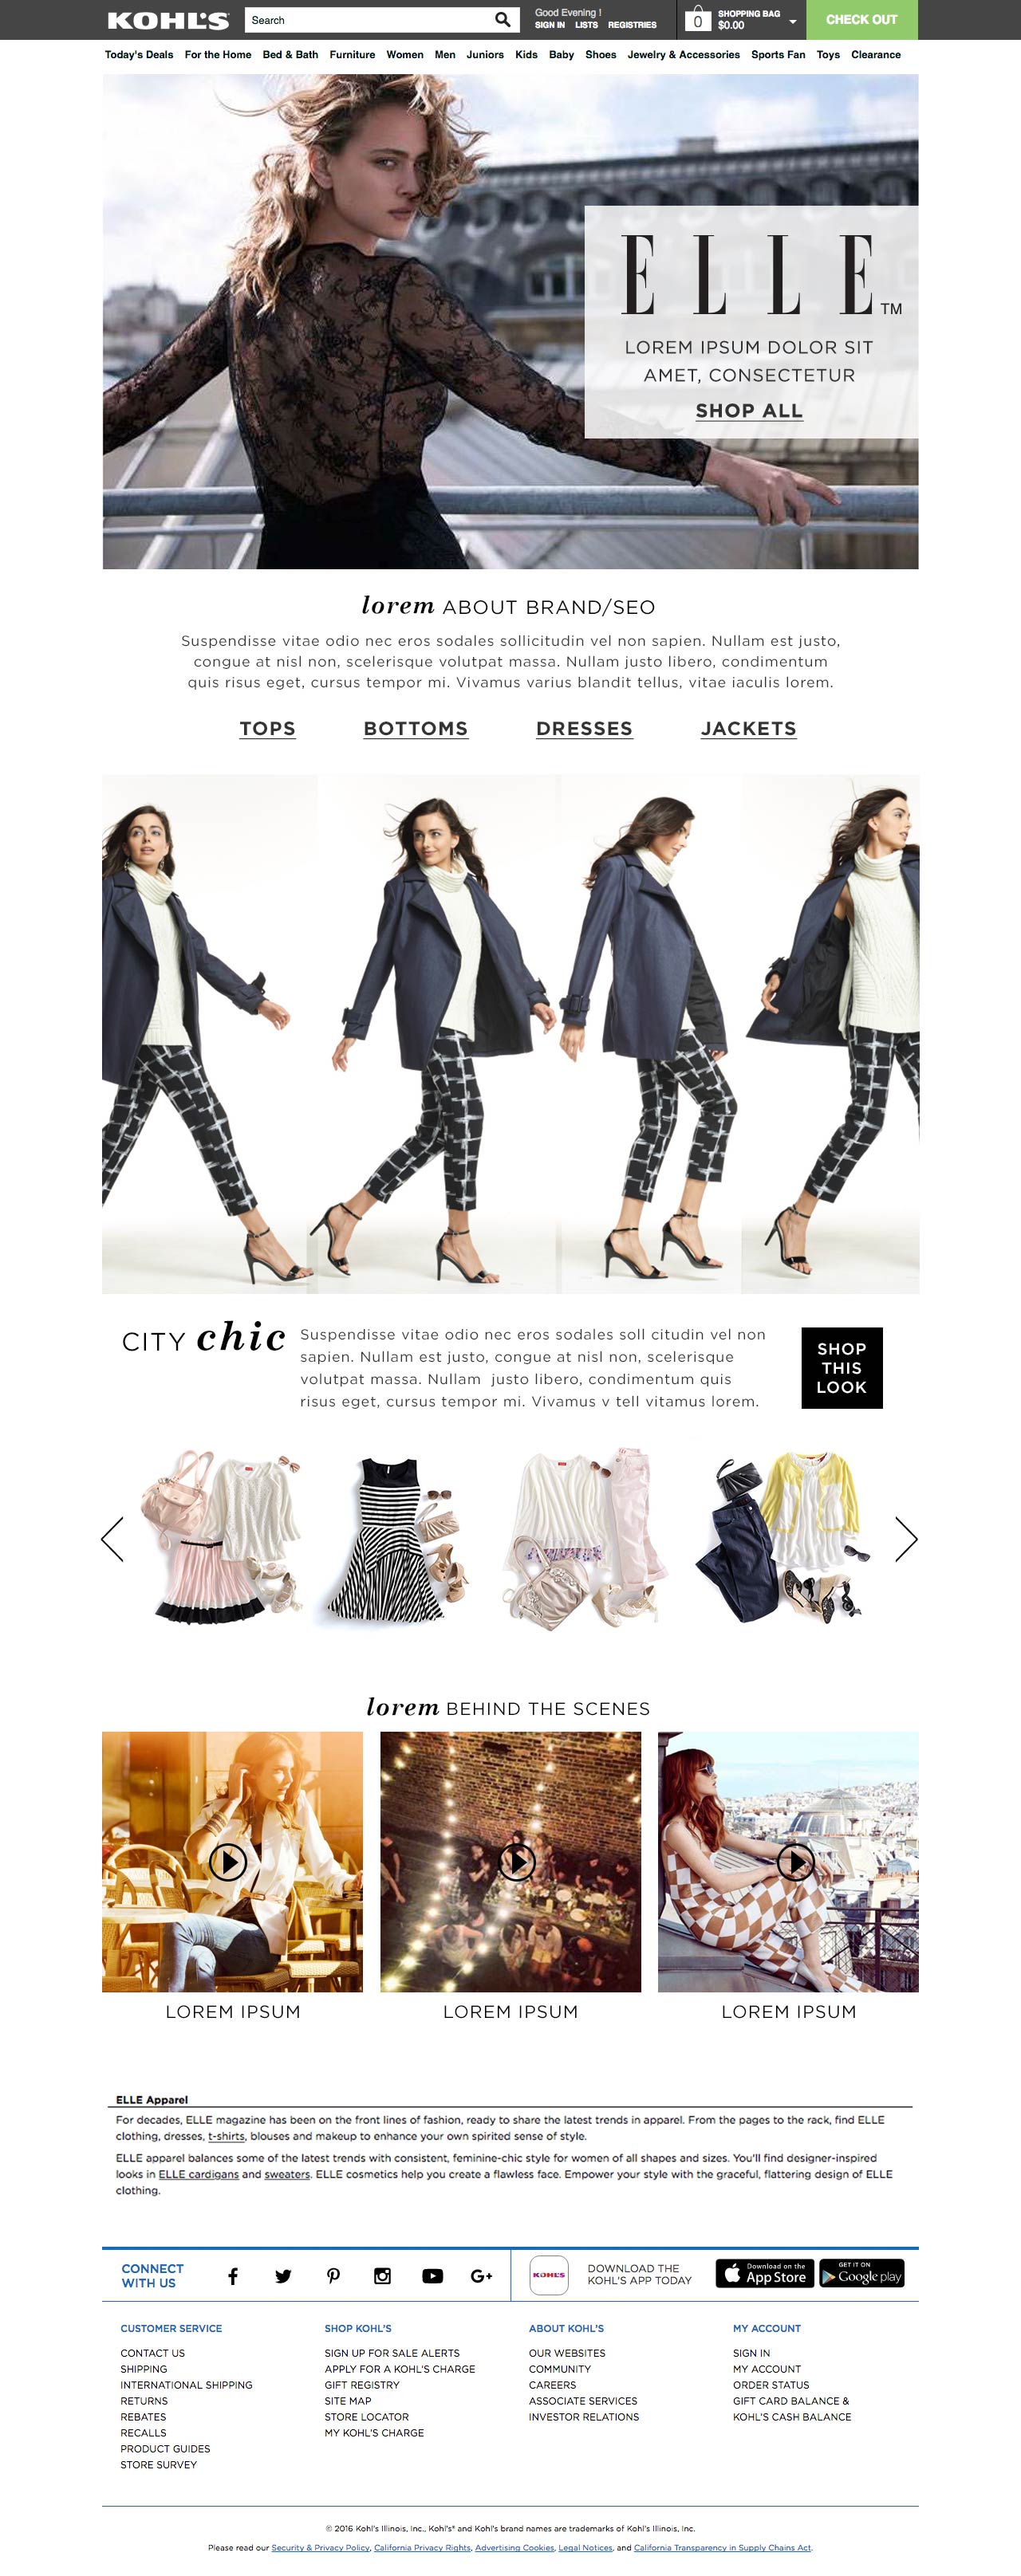 KOHL'S
Search
Good Evening !
SIGN IN LISTS REGISTRIES
0
SHOPPING BAG
$0.00
CHECK OUT
Today's Deals For the Home Bed & Bath Furniture Women Men Juniors Kids Baby Shoes Jewelry & Accessories Sports Fan Toys Clearance
ELLE TM
LOREM IPSUM DOLOR SIT
AMET, CONSECTETUR
SHOP ALL
lorem ABOUT BRAND/SEO
Suspendisse vitae odio nec eros sodales sollicitudin vel non sapien. Nullam est justo,
congue at nisl non, scelerisque volutpat massa. Nullam justo libero, condimentum
quis risus eget, cursus tempor mi. Vivamus varius blandit tellus, vitae iaculis lorem.
TOPS BOTTOMS DRESSES JACKETS
CITY chic
Suspendisse vitae odio nec eros sodales soll citudin vel non
sapien. Nullam est justo, congue at nisl non, scelerisque
volutpat massa. Nullam justo libero, condimentum quis
risus eget, cursus tempor mi. Vivamus v tell vitamus lorem.
SHOP
THIS
LOOK
lorem BEHIND THE SCENES
LOREM IPSUM LOREM IPSUM LOREM IPSUM
ELLE Apparel
For decades, ELLE magazine has been on the front lines of fashion, ready to share the latest trends in apparel. From the pages to the rack, find ELLE
clothing, dresses, t-shirts, blouses and makeup to enhance your own spirited sense of style.
ELLE apparel balances some of the latest trends with consistent, feminine-chic style for women of all shapes and sizes. You'll find designer-inspired
looks in ELLE cardigans and sweaters. ELLE cosmetics help you create a flawless face. Empower your style with the graceful, flattering design of ELLE
clothing.
CONNECT
WITH US
G+
KOHL'S
DOWNLOAD THE
KOHL'S APP TODAY
Download on the
App Store
GET IT ON
Google play
CUSTOMER SERVICE
CONTACT US
SHIPPING
INTERNATIONAL SHIPPING
RETURNS
REBATES
RECALLS
PRODUCT GUIDES
STORE SURVEY
SHOP KOHL'S
SIGN UP FOR SALE ALERTS
APPLY FOR A KOHL'S CHARGE
GIFT REGISTRY
SITE MAP
STORE LOCATOR
MY KOHL'S CHARGE
ABOUT KOHL'S
OUR WEBSITES
COMMUNITY
CAREERS
ASSOCIATE SERVICES
INVESTOR RELATIONS
MY ACCOUNT
SIGN IN
MY ACCOUNT
ORDER STATUS
GIFT CARD BALANCE &
KOHL'S CASH BALANCE
© 2016 Kohl's Illinois, Inc., Kohl's® and Kohl's brand names are trademarks of Kohl's Illinois, Inc.
Please read our Security & Privacy Policy, California Privacy Rights, Advertising Cookies, Legal Notices, and California Transparency in Supply Chains Act.